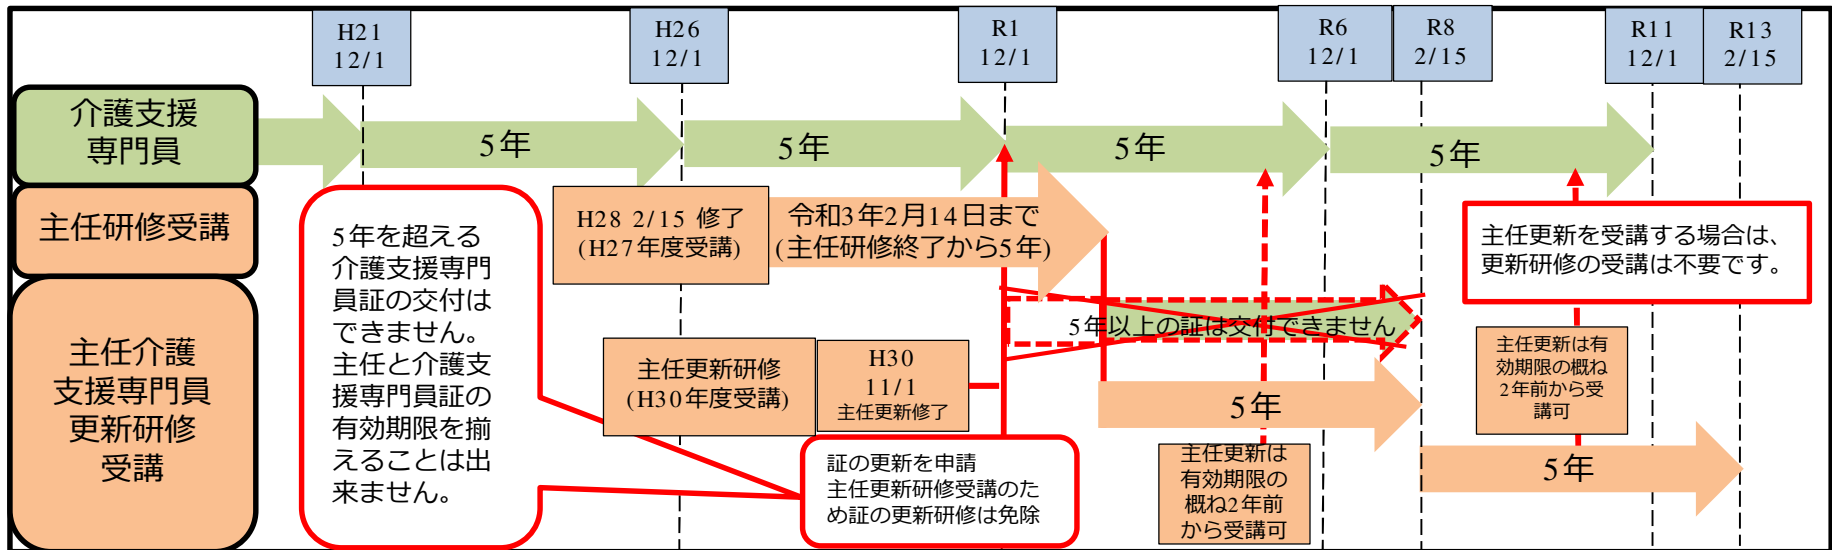 H21
12/1
H26
12/1
R1
12/1
R6
12/1
R8
2/15
R11
12/1
R13
2/15
介護支援
専門員
5年
5年
5年
5年
主任研修受講
H28 2/15 修了
(H27年度受講)
令和3年2月14日まで
(主任研修終了から5年)
5年を超える
介護支援専門
員証の交付は
できません。
主任と介護支
援専門員証の
有効期限を揃
えることは出
来ません。
主任更新を受講する場合は、
更新研修の受講は不要です。
主任介護
支援専門員
更新研修
受講
5年以上の証は交付できません
主任更新研修
(H30年度受講)
H30
11/1
主任更新修了
5年
主任更新は有
効期限の概ね
2年前から受
講可
証の更新を申請
主任更新研修受講のた
め証の更新研修は免除
主任更新は
有効期限の
概ね2年前
から受講可
5年